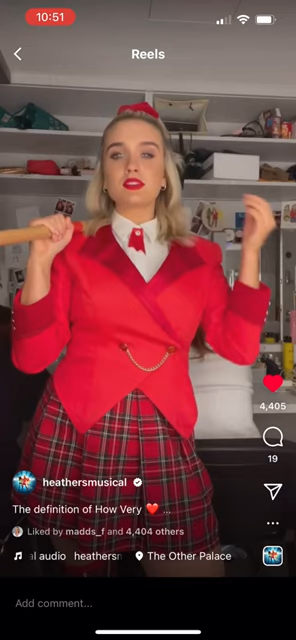 10:51
Reels
4,405
19
heathersmusical
The definition of How Very ❤️ ...
Liked by madds_f and 4,404 others
al audio heathersm
The Other Palace
Add comment...